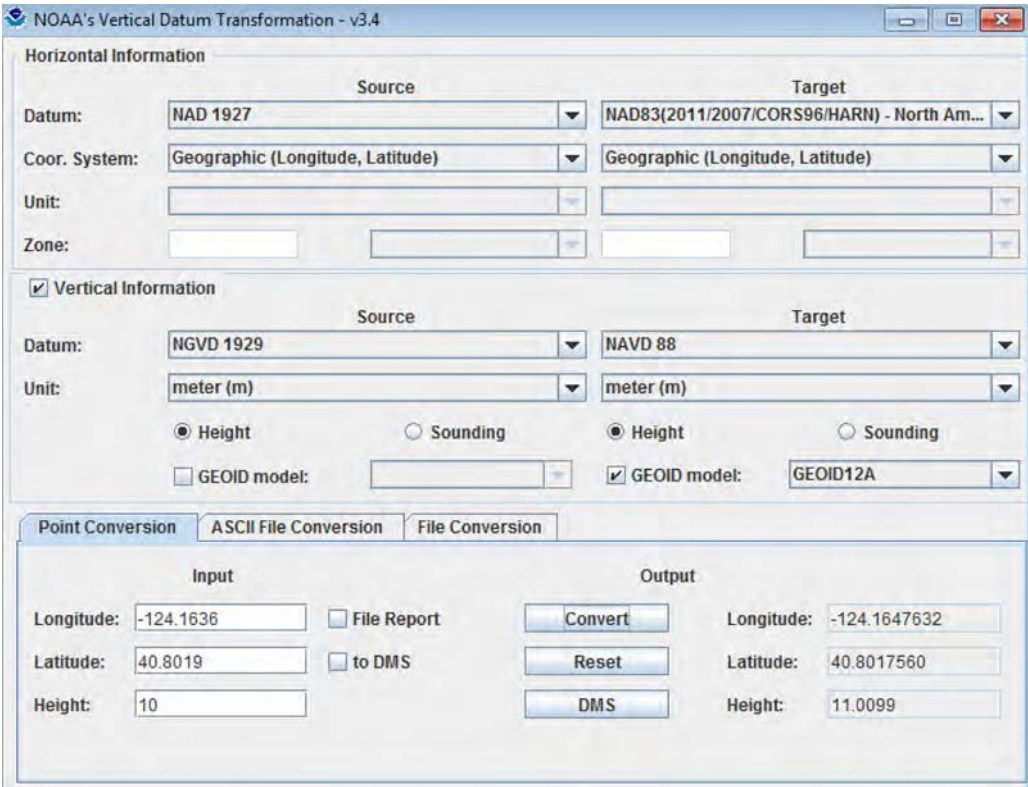 NOAA's Vertical Datum Transformation - v3.4
Horizontal Information
Source Target
Datum: NAD 1927 NAD83(2011/2007/CORS96/HARN) - North Am...
Coor. System: Geographic (Longitude, Latitude) Geographic (Longitude, Latitude)
Unit:
Zone:
Vertical Information
Source Target
Datum: NGVD 1929 NAVD 88
Unit: meter (m) meter (m)
Height Sounding Height Sounding
GEOID model: GEOID model: GEOID12A
Point Conversion ASCII File Conversion File Conversion
Input Output
Longitude: -124.1636 File Report Convert Longitude: -124.1647632
Latitude: 40.8019 to DMS Reset Latitude: 40.8017560
Height: 10 DMS Height: 11.0099